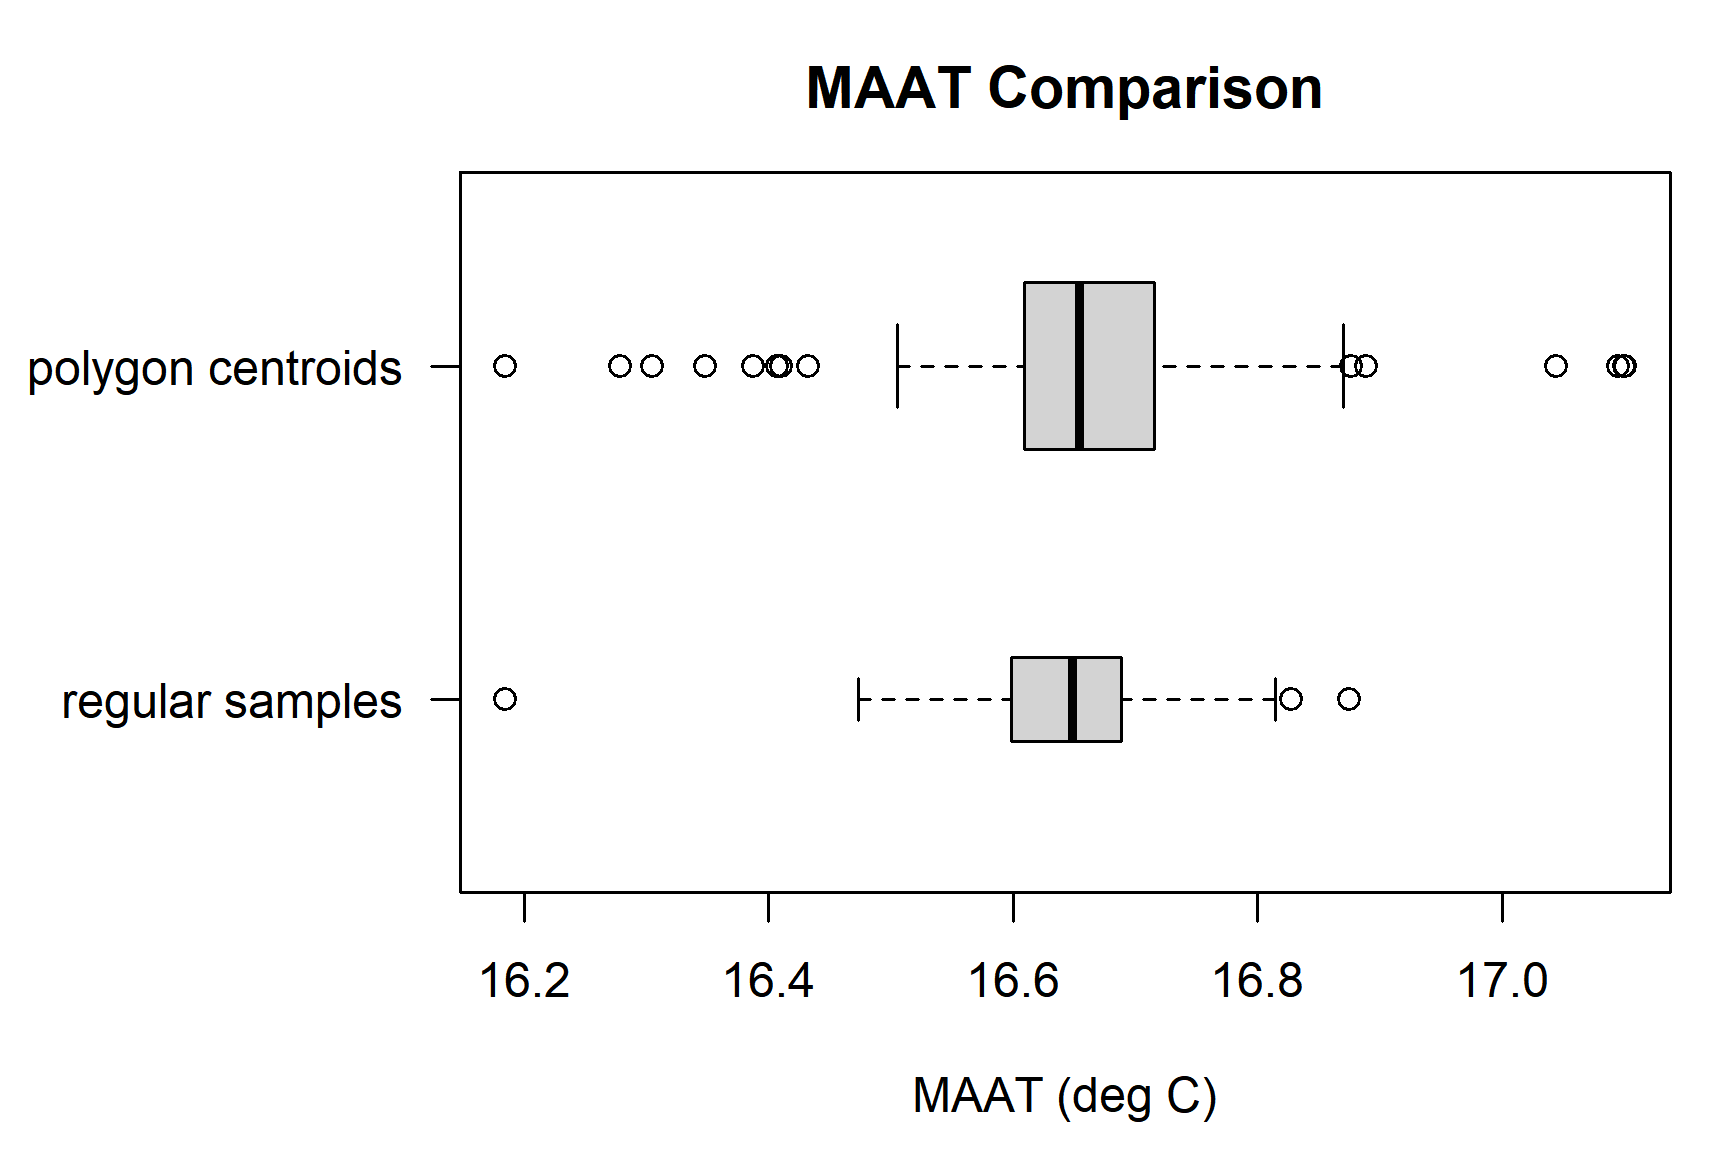 MAAT Comparison
polygon centroids
regular samples
16.2 16.4 16.6 16.8 17.0
MAAT (deg C)